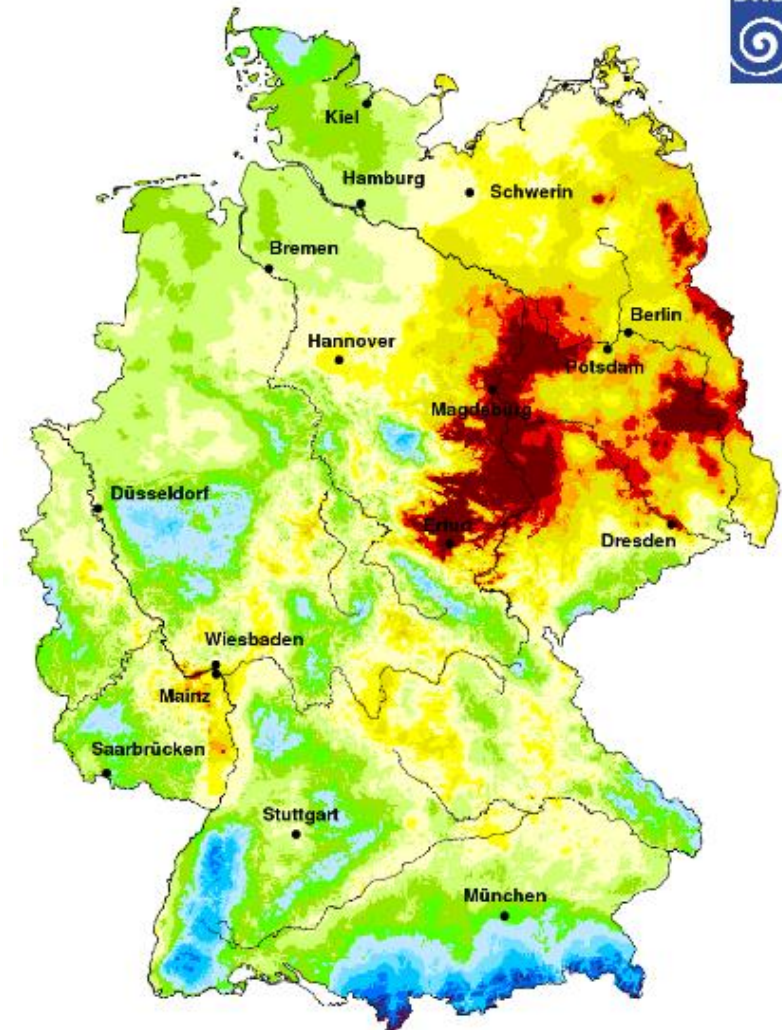 Kiel
Hamburg
Schwerin
Bremen
Berlin
Hannover
Potsdam
Magdeburg
Düsseldorf
Erfurt
Dresden
Wiesbaden
Mainz
Saarbrücken
Stuttgart
München